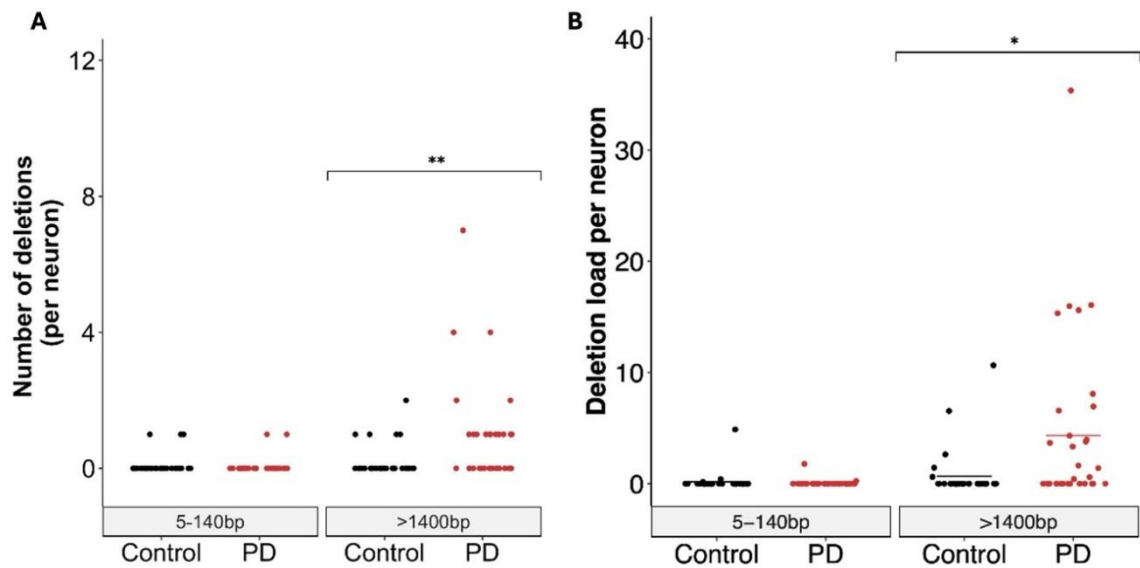 A
Number of deletions
(per neuron)
12
8
4
0
**
5-140bp
>1400bp
Control
PD
Control
PD
B
Deletion load per neuron
40
30
20
10
0
*
5–140bp
>1400bp
Control
PD
Control
PD